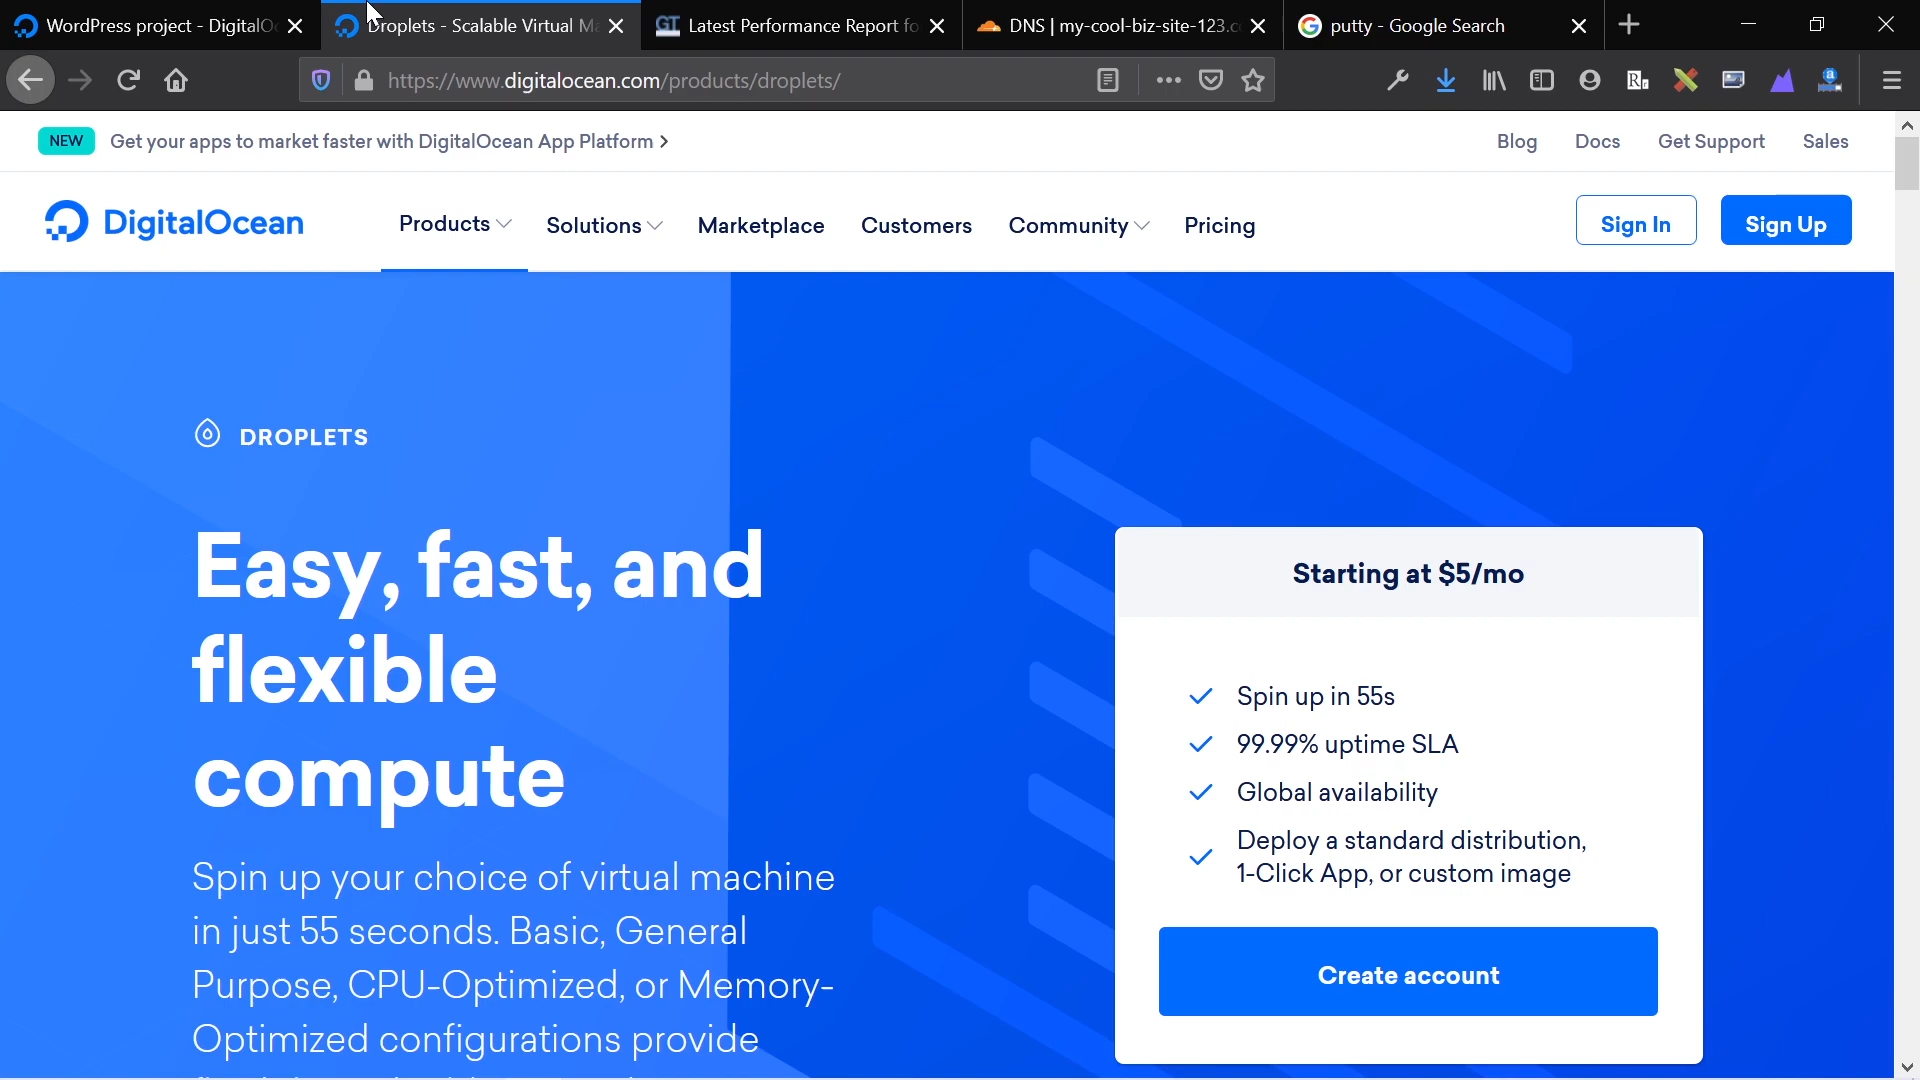 WordPress project - DigitalO
Droplets - Scalable Virtual Ma
GT Latest Performance Report fo
DNS | my-cool-biz-site-123.c
putty - Google Search
https://www.digitalocean.com/products/droplets/
NEW Get your apps to market faster with DigitalOcean App Platform >
Blog Docs Get Support Sales
DigitalOcean
Products Solutions Marketplace Customers Community Pricing
Sign In Sign Up
DROPLETS
Easy, fast, and
flexible
compute
Spin up your choice of virtual machine
in just 55 seconds. Basic, General
Purpose, CPU-Optimized, or Memory-
Optimized configurations provide
Starting at $5/mo
Spin up in 55s
99.99% uptime SLA
Global availability
Deploy a standard distribution,
1-Click App, or custom image
Create account